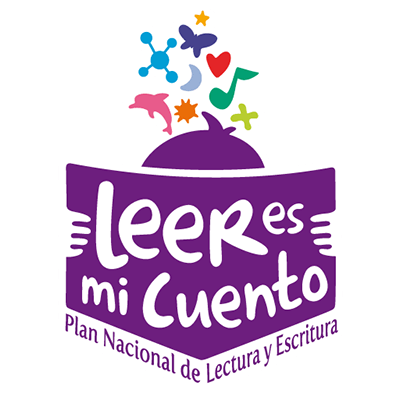 Leer es
mi Cuento
Plan Nacional de Lectura y Escritura